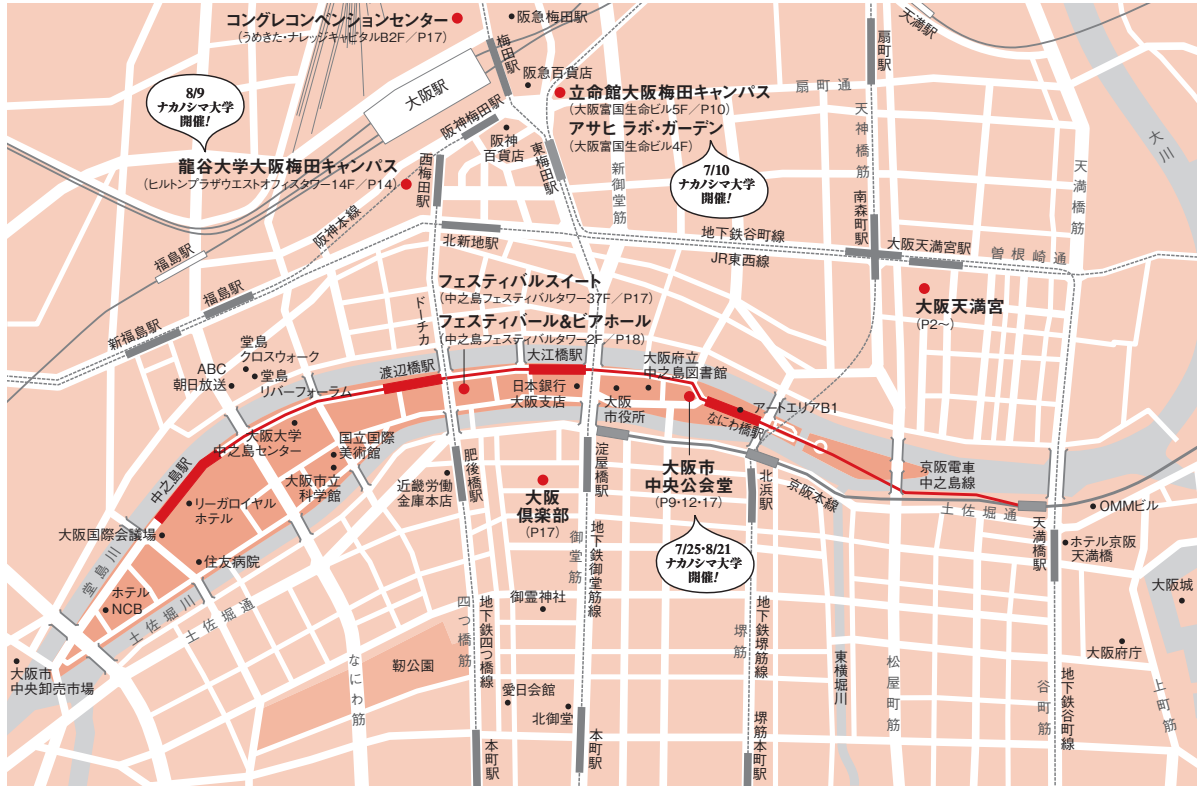 コングレコンベンションセンター
(うめきた・ナレッジキャピタルB2F/P17)
阪急梅田駅
梅田駅
天満駅
扇町駅
8/9
ナカノシマ大学
開催!
大阪駅
阪急百貨店
立命館大阪梅田キャンパス
(大阪富国生命ビル5F/P10)
アサヒ ラボ・ガーデン
(大阪富国生命ビル4F)
扇町通
天神橋筋
大川
阪神梅田駅
阪神
百貨店
東梅田駅
新御堂筋
7/10
ナカノシマ大学
開催!
天満橋筋
龍谷大学大阪梅田キャンパス
(ヒルトンプラザウエストオフィスタワー14F/P14)
西梅田駅
南森町駅
阪神本線
福島駅
北新地駅
地下鉄谷町線
JR東西線
大阪天満宮駅
曽根崎通
福島駅
新福島駅
ドーチカ
フェスティバルスイート
(中之島フェスティバルタワー37F/P17)
フェスティバール&ビアホール
(中之島フェスティバルタワー2F/P18)
大阪天満宮
(P2〜)
堂島
クロスウォーク
ABC
朝日放送
堂島
リバーフォーラム
渡辺橋駅
大江橋駅
大阪府立
中之島図書館
日本銀行
大阪支店
大阪
市役所
なにわ橋駅
アートエリアB1
大阪大学
中之島センター
国立国際
美術館
大阪市立
科学館
中之島駅
リーガロイヤル
ホテル
大阪国際会議場
近畿労働
金庫本店
肥後橋駅
大阪
倶楽部
(P17)
淀屋橋駅
大阪市
中央公会堂
(P9・12・17)
北浜駅
京阪本線
京阪電車
中之島線
土佐堀通
天満橋駅
OMMビル
ホテル京阪
天満橋
7/25・8/21
ナカノシマ大学
開催!
住友病院
堂島川
ホテル
NCB
土佐堀川
土佐堀通
大阪城
御堂筋
地下鉄御堂筋線
御霊神社
四つ橋筋
地下鉄四つ橋線
堺筋
地下鉄堺筋線
東横堀川
松屋町筋
大阪府庁
大阪市
中央卸売市場
なにわ筋
靭公園
愛日会館
北御堂
谷町筋
地下鉄谷町線
上町筋
本町駅
本町駅
堺筋本町駅